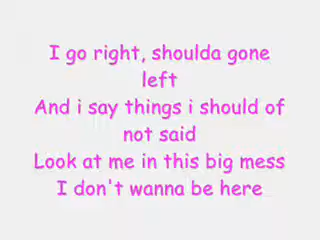 I go right, shoulda gone
left
And i say things i should of
not said
Look at me in this big mess
I don't wanna be here